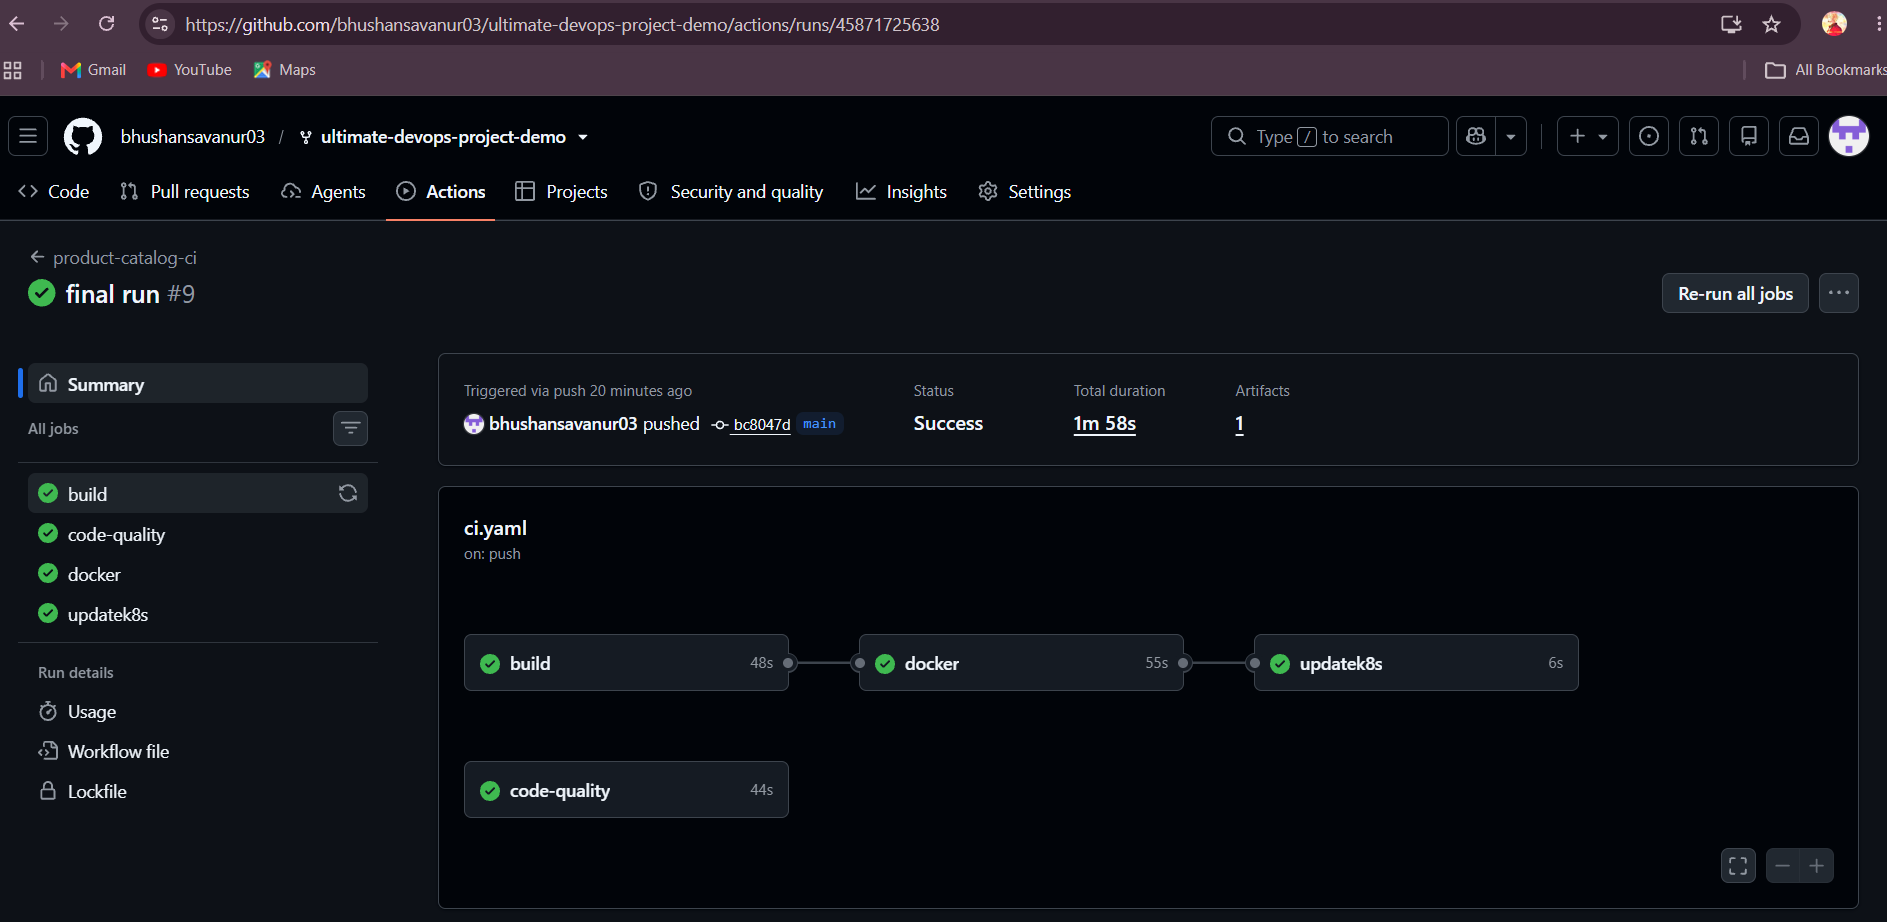 https://github.com/bhushansavanur03/ultimate-devops-project-demo/actions/runs/45871725638
Gmail YouTube Maps All Bookmarks
bhushansavanur03 / ultimate-devops-project-demo Type / to search
Code Pull requests Agents Actions Projects Security and quality Insights Settings
product-catalog-ci
final run #9
Re-run all jobs
Summary
All jobs
build
code-quality
docker
updatek8s
Run details
Usage
Workflow file
Lockfile
Triggered via push 20 minutes ago Status Total duration Artifacts
bhushansavanur03 pushed bc8047d main Success 1m 58s 1
ci.yaml
on: push
build 48s docker 55s updatek8s 6s
code-quality 44s